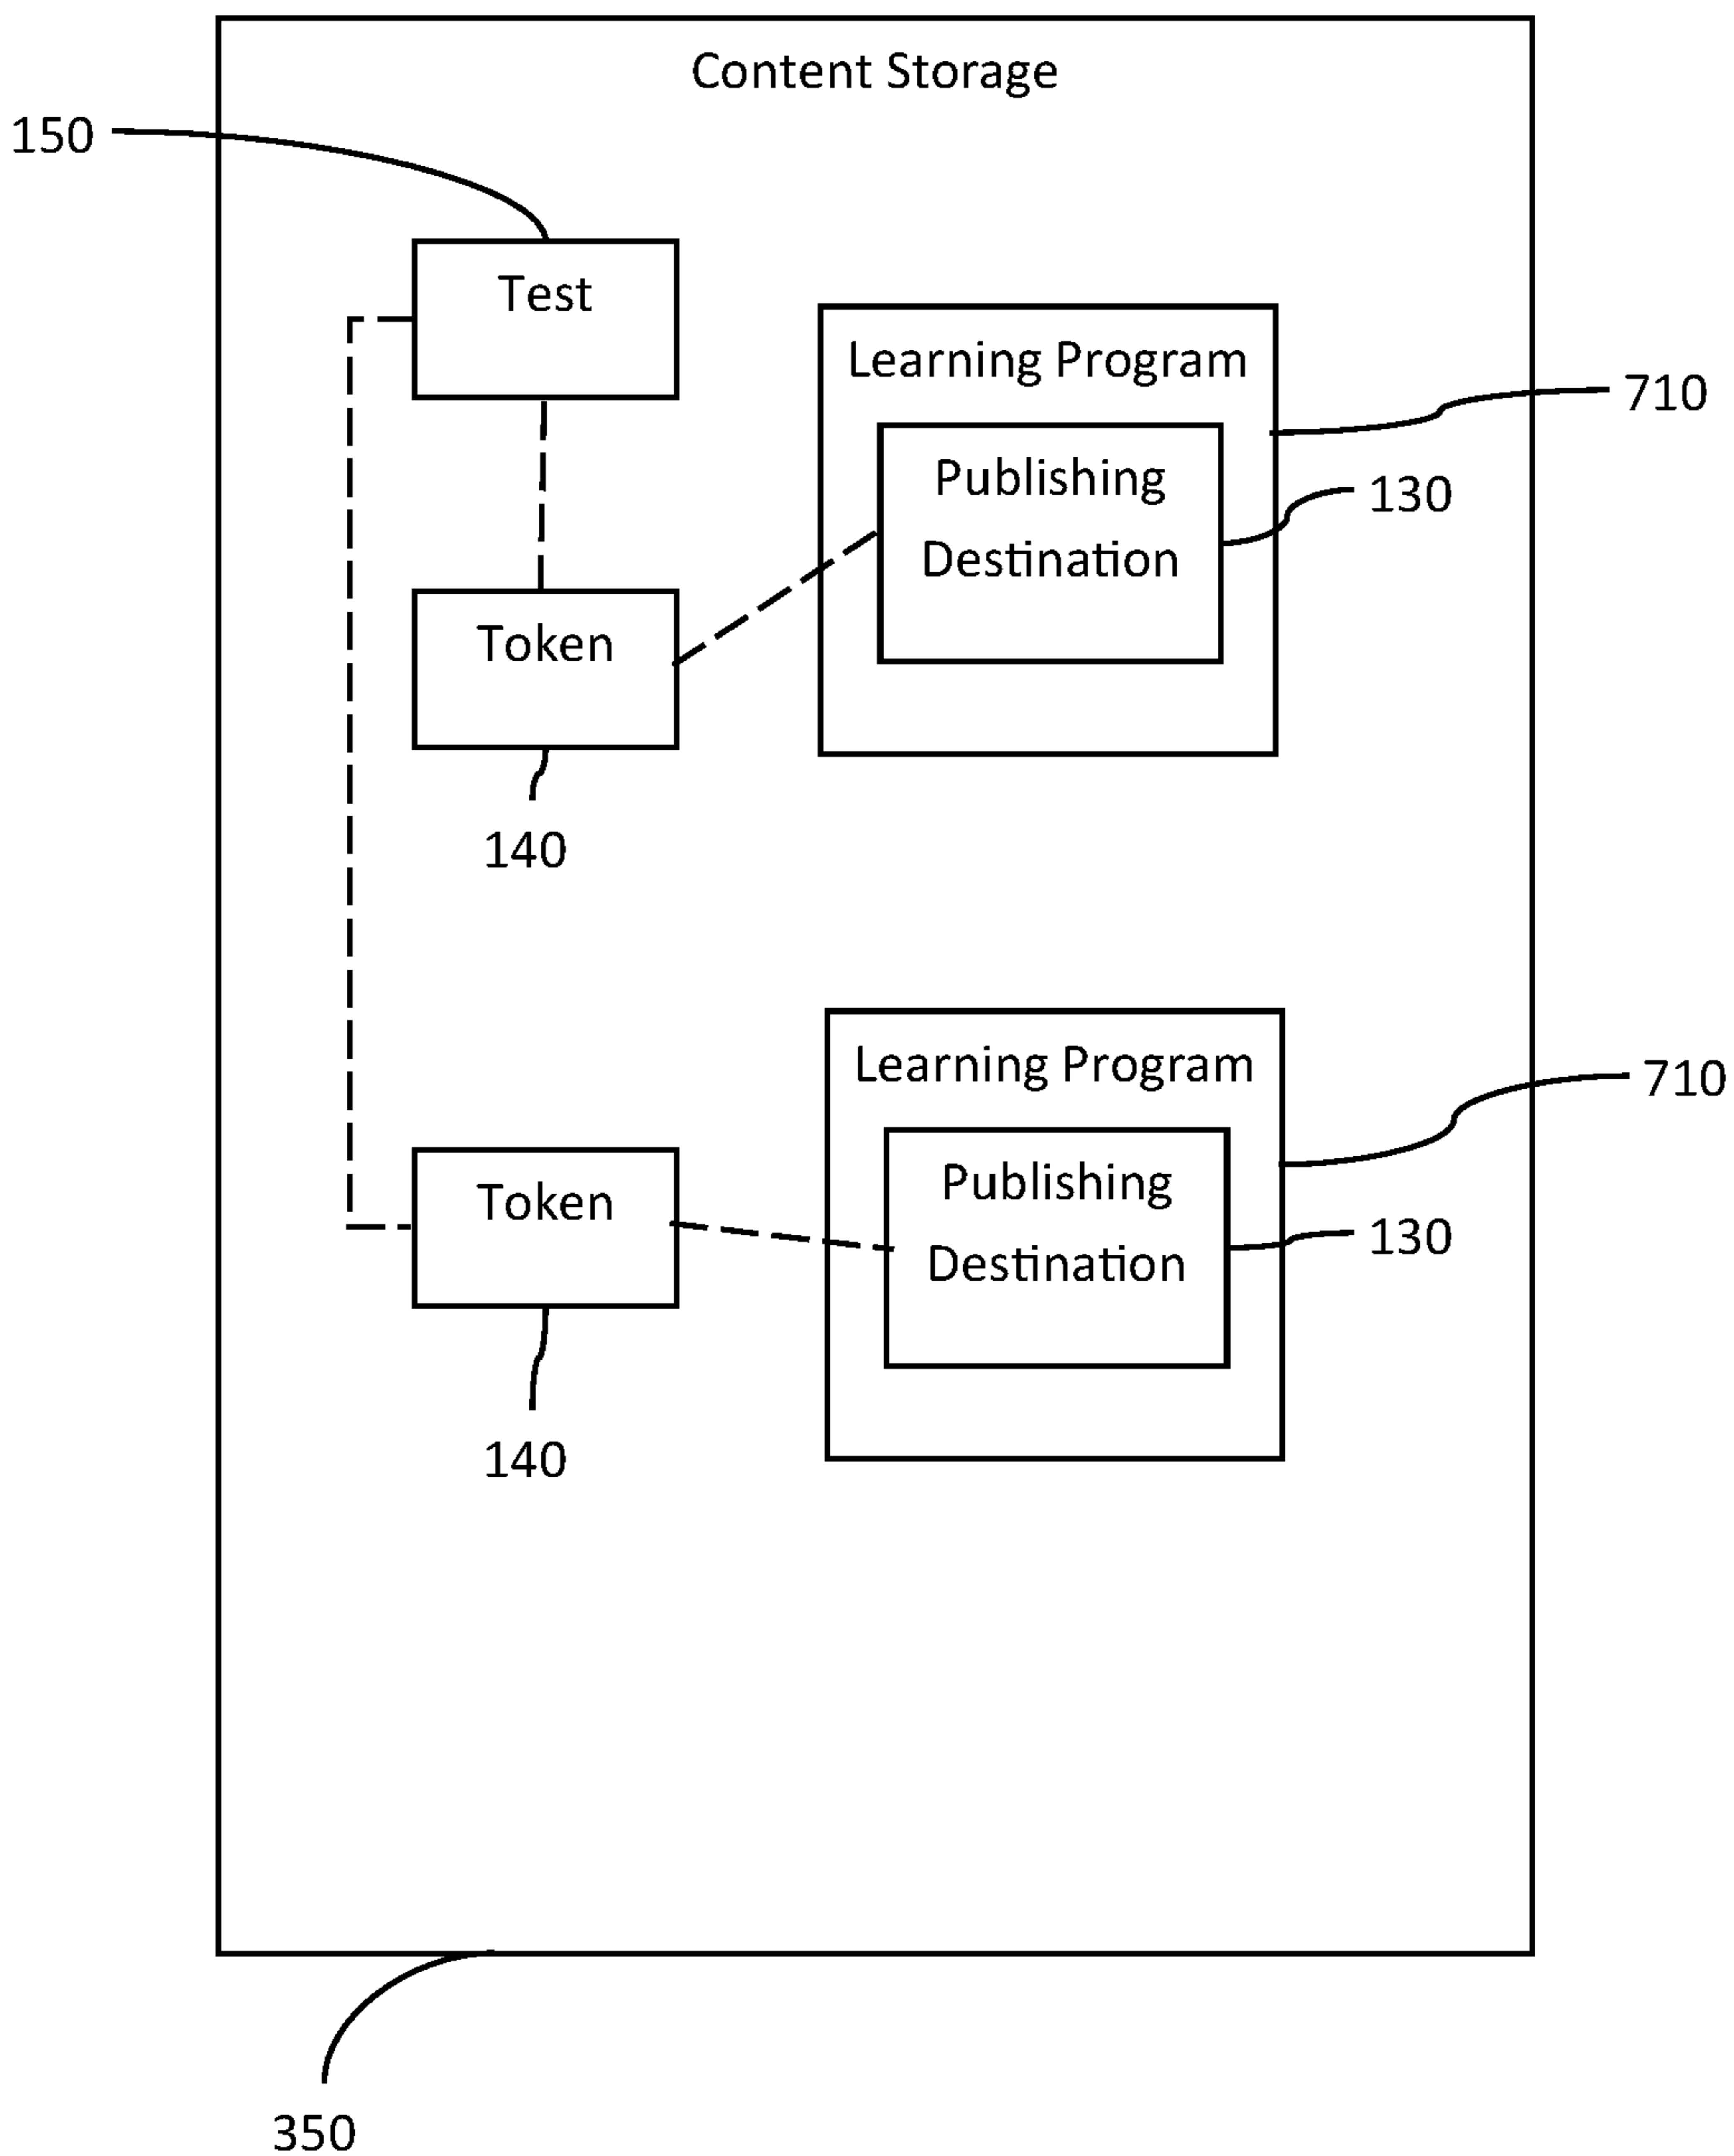 Content Storage
150
Test
Learning Program
710
Publishing
130
Destination
Token
140
Learning Program
710
Publishing
Token
130
Destination
140
350